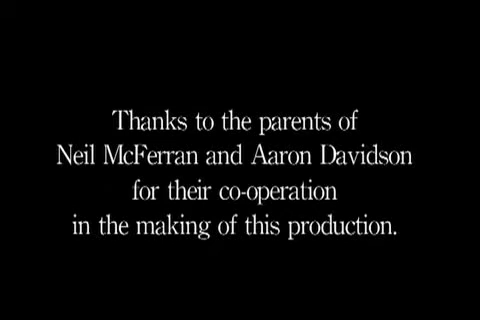 Thanks to the parents of
Neil McFerran and Aaron Davidson
for their co-operation
in the making of this production.